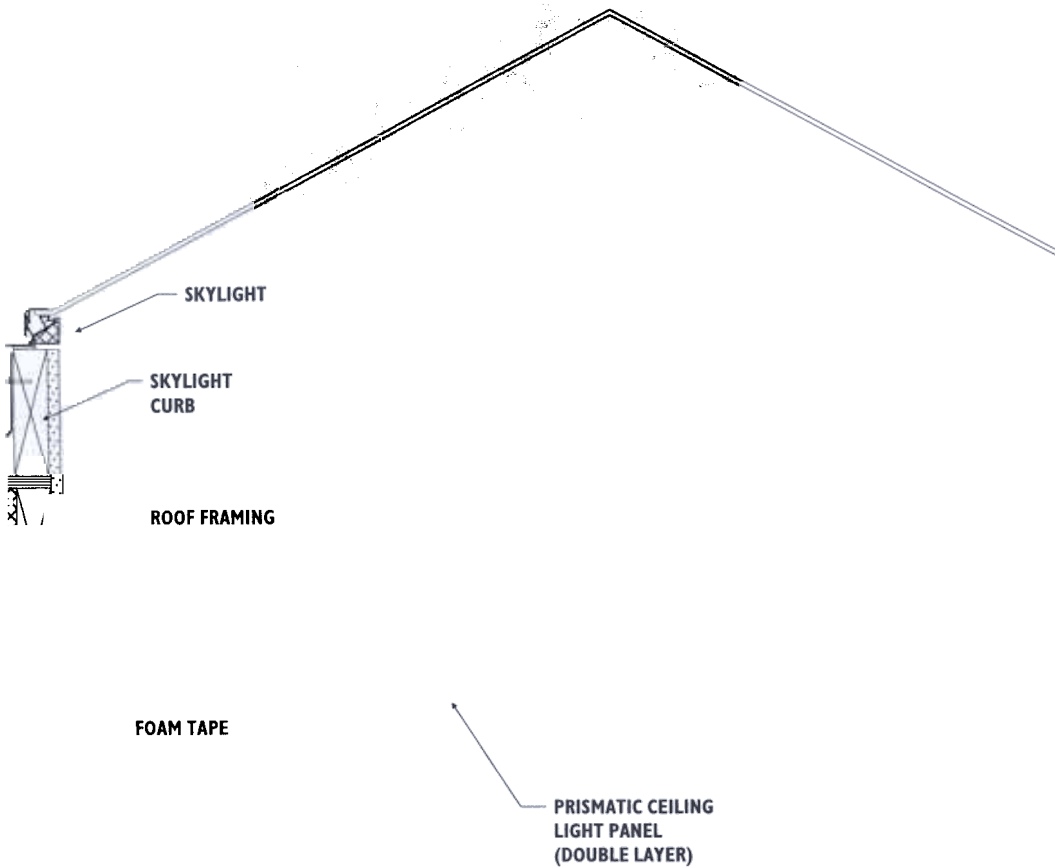 SKYLIGHT
SKYLIGHT
CURB
ROOF FRAMING
FOAM TAPE
PRISMATIC CEILING
LIGHT PANEL
(DOUBLE LAYER)